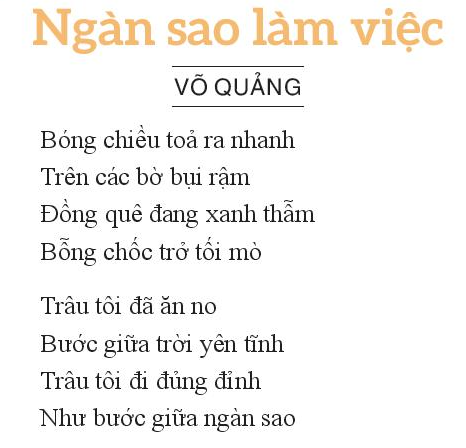 Ngàn sao làm việc
VÕ QUẢNG
Bóng chiều toả ra nhanh
Trên các bờ bụi rậm
Đồng quê đang xanh thẫm
Bỗng chốc trở tối mò
Trâu tôi đã ăn no
Bước giữa trời yên tĩnh
Trâu tôi đi đủng đỉnh
Như bước giữa ngàn sao